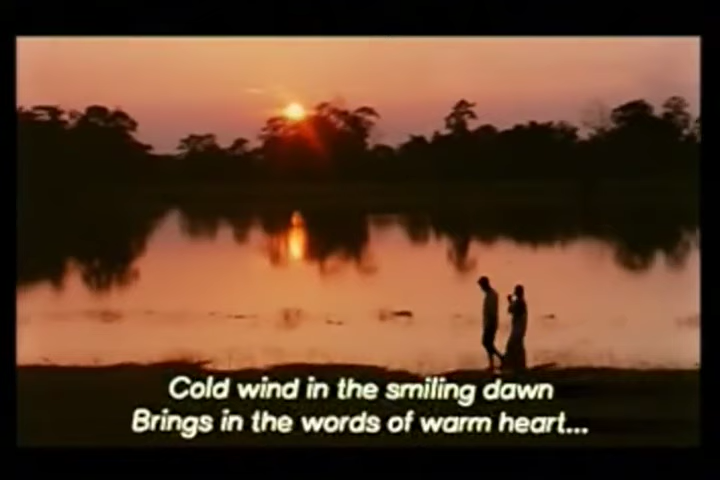 Cold wind in the smiling dawn
Brings in the words of warm heart...